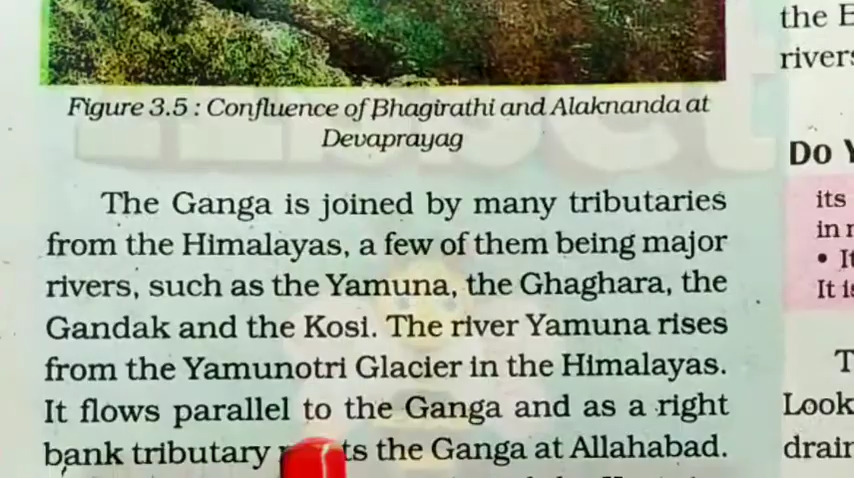 Figure 3.5 : Confluence of Bhagirathi and Alaknanda at
Devaprayag
The Ganga is joined by many tributaries
from the Himalayas, a few of them being major
rivers, such as the Yamuna, the Ghaghara, the
Gandak and the Kosi. The river Yamuna rises
from the Yamunotri Glacier in the Himalayas.
It flows parallel to the Ganga and as a right
bank tributary the Ganga at Allahabad.
the
Do
its
in
It
Look